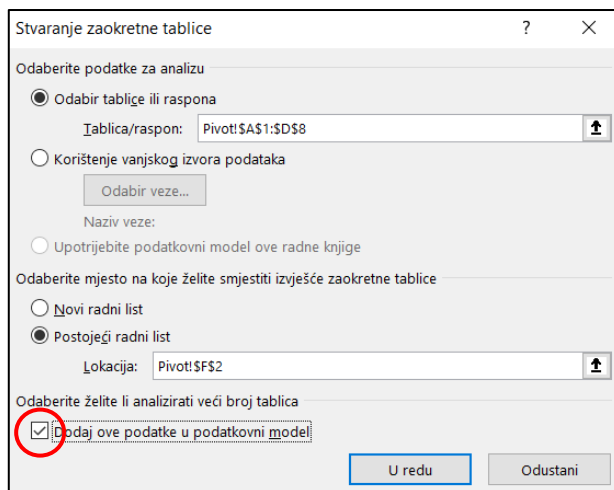 Stvaranje zaokretne tablice ? ×
Odaberite podatke za analizu
Odabir tablice ili raspona
Tablica/raspon: Pivot!$A$1:$D$8
Korištenje vanjskog izvora podataka
Odabir veze...
Naziv veze:
Upotrijebite podatkovni model ove radne knjige
Odaberite mjesto na koje želite smjestiti izvješće zaokretne tablice
Novi radni list
Postojeći radni list
Lokacija: Pivot!$F$2
Odaberite želite li analizirati veći broj tablica
Dodaj ove podatke u podatkovni model
U redu Odustani